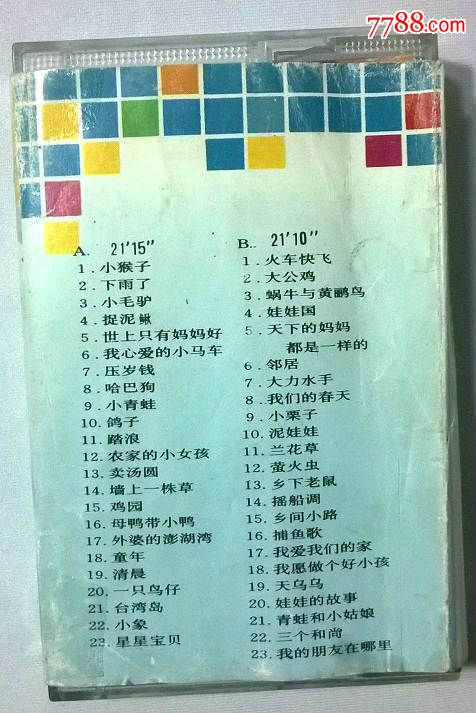 7788.com
A. 21'15"
1.小猴子
2.下雨了
3.小毛驴
4.捉泥鳅
5.世上只有妈妈好
6.我心爱的小马车
7.压岁钱
8.哈巴狗
9.小青蛙
10.鸽子
11.踏浪
12.农家的小女孩
13.卖汤圆
14.墙上一株草
15.鸡园
16.母鸭带小鸭
17.外婆的澎湖湾
18.童年
19.清晨
20.一只鸟仔
21.台湾岛
22.小象
23.星星宝贝
B.. 21'10"
1.火车快飞
2.大公鸡
3.蜗牛与黄鹂鸟
4.娃娃国
5.天下的妈妈
都是一样的
6.邻居
7.大力水手
8.我们的春天
9.小栗子
10.泥娃娃
11.兰花草
12.萤火虫
13.乡下老鼠
14.摇船调
15.乡间小路
16.捕鱼歌
17.我爱我们的家
18.我愿做个好小孩
19.天乌乌
20.娃娃的故事
21.青蛙和小姑娘
22.三个和尚
23.我的朋友在哪里